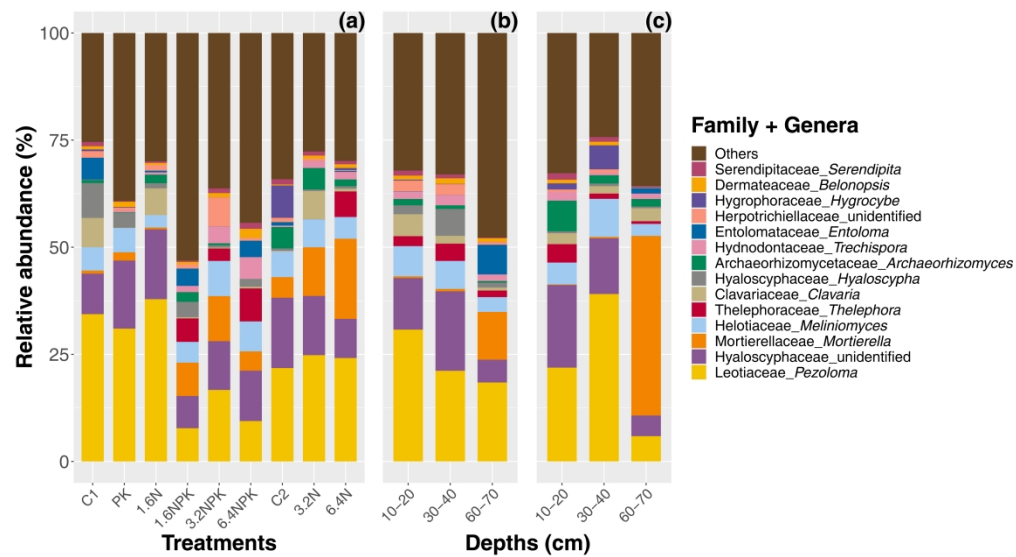 (a)
(b)
(c)
100
75
50
25
0
Relative abundance (%)
C1
PK
1.6N
1.6NPK
3.2NPK
6.4NPK
C2
3.2N
6.4N
Treatments
10–20
30–40
60–70
10–20
30–40
60–70
Depths (cm)
Family + Genera
Others
Serendipitaceae_Serendipita
Dermateaceae_Belonopsis
Hygrophoraceae_Hygrocybe
Herpotrichiellaceae_unidentified
Entolomataceae_Entoloma
Hydnodontaceae_Trechispora
Archaeorhizomycetaceae_Archaeorhizomyces
Hyaloscyphaceae_Hyaloscypha
Clavariaceae_Clavaria
Thelephoraceae_Thelephora
Helotiaceae_Meliniomyces
Mortierellaceae_Mortierella
Hyaloscyphaceae_unidentified
Leotiaceae_Pezoloma